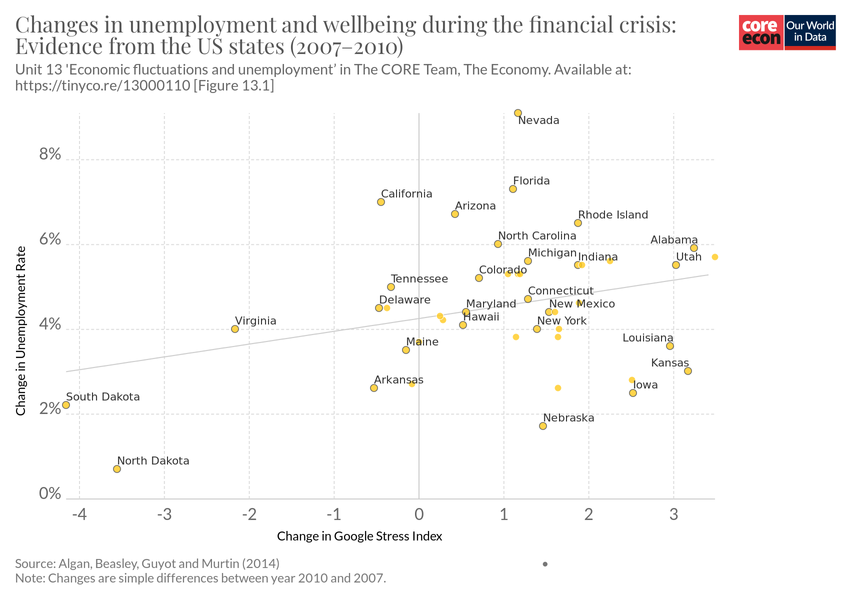 Changes in unemployment and wellbeing during the financial crisis:
Evidence from the US states (2007–2010)
Unit 13 'Economic fluctuations and unemployment' in The CORE Team, The Economy. Available at:
https://tinyco.re/13000110 [Figure 13.1]
core
econ
Our World
in Data
Nevada
8%
Florida
California
Arizona
Rhode Island
6%
North Carolina
Alabama
Michigan
Indiana
Utah
Colorado
Tennessee
Connecticut
Delaware
Maryland
New Mexico
Hawaii
New York
Virginia
4%
Louisiana
Maine
Kansas
Arkansas
Iowa
South Dakota
2%
Nebraska
North Dakota
0%
Change in Unemployment Rate
-4 -3 -2 -1 0 1 2 3
Change in Google Stress Index
Source: Algan, Beasley, Guyot and Murtin (2014)
Note: Changes are simple differences between year 2010 and 2007.